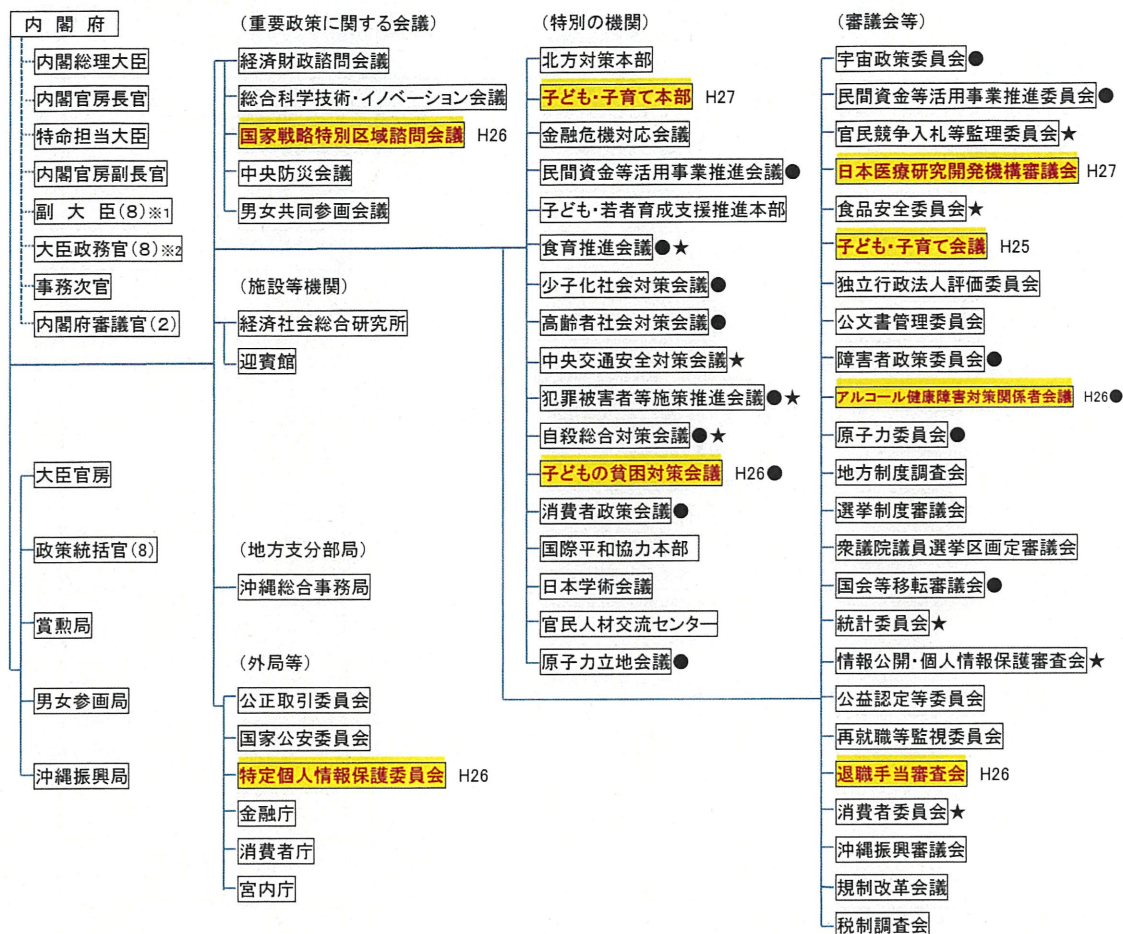 内閣府
内閣総理大臣
内閣官房長官
特命担当大臣
内閣官房副長官
副大臣(8)※1
大臣政務官(8)※2
事務次官
内閣府審議官(2)
大臣官房
政策統括官(8)
賞勲局
男女参画局
沖縄振興局
(重要政策に関する会議)
経済財政諮問会議
総合科学技術・イノベーション会議
国家戦略特別区域諮問会議 H26
中央防災会議
男女共同参画会議
(施設等機関)
経済社会総合研究所
迎賓館
(地方支分部局)
沖縄総合事務局
(外局等)
公正取引委員会
国家公安委員会
特定個人情報保護委員会 H26
金融庁
消費者庁
宮内庁
(特別の機関)
北方対策本部
子ども・子育て本部 H27
金融危機対応会議
民間資金等活用事業推進会議●
子ども・若者育成支援推進本部
食育推進会議●★
少子化社会対策会議●
高齢者社会対策会議●
中央交通安全対策会議★
犯罪被害者等施策推進会議●★
自殺総合対策会議●★
子どもの貧困対策会議 H26●
消費者政策会議●
国際平和協力本部
日本学術会議
官民人材交流センター
原子力立地会議●
(審議会等)
宇宙政策委員会●
民間資金等活用事業推進委員会●
官民競争入札等監理委員会★
日本医療研究開発機構審議会 H27
食品安全委員会★
子ども・子育て会議 H25
独立行政法人評価委員会
公文書管理委員会
障害者政策委員会●
アルコール健康障害対策関係者会議 H26●
原子力委員会●
地方制度調査会
選挙制度審議会
衆議院議員選挙区画定審議会
国会等移転審議会●
統計委員会★
情報公開・個人情報保護審査会★
公益認定等委員会
再就職等監視委員会
退職手当審査会 H26
消費者委員会★
沖縄振興審議会
規制改革会議
税制調査会